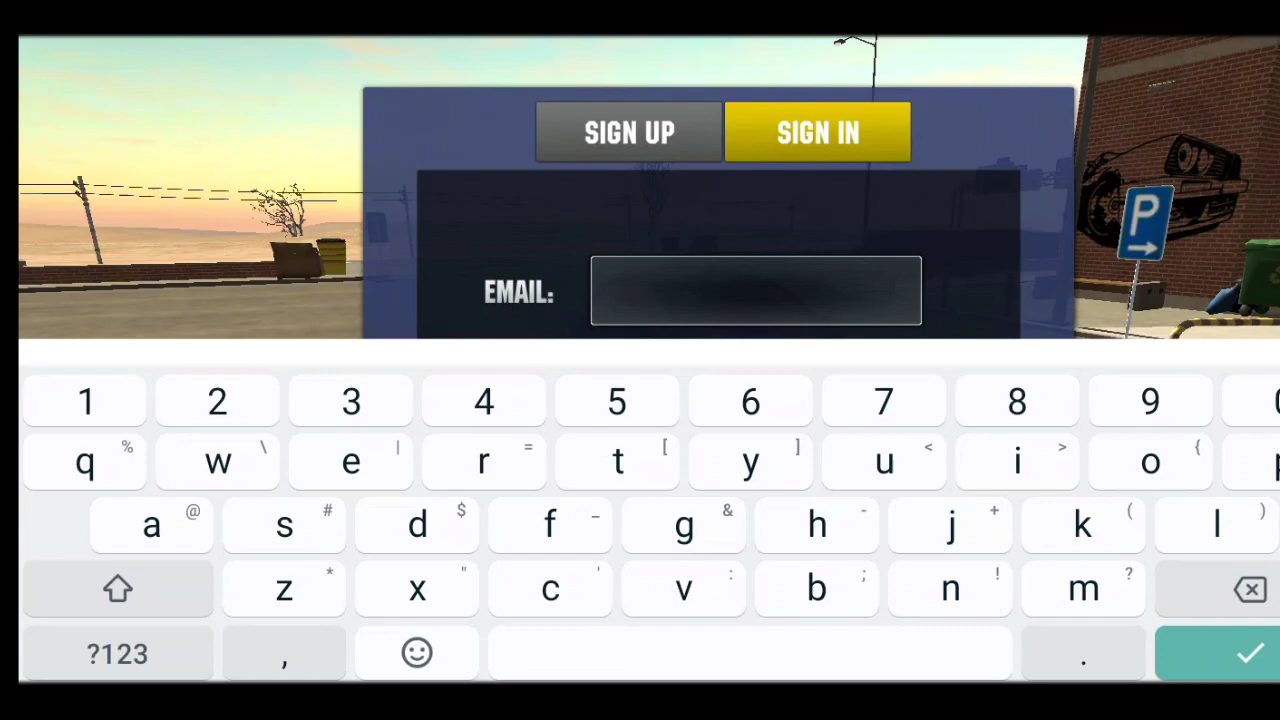 SIGN UP SIGN IN
P
EMAIL:
1 2 3 4 5 6 7 8 9
q % w \ e | r = t [ y ] u < i > o { p
a @ s # d $ f _ g & h - j + k ( l )
z * x " c ' v : b ; n ! m ?
?123 , .